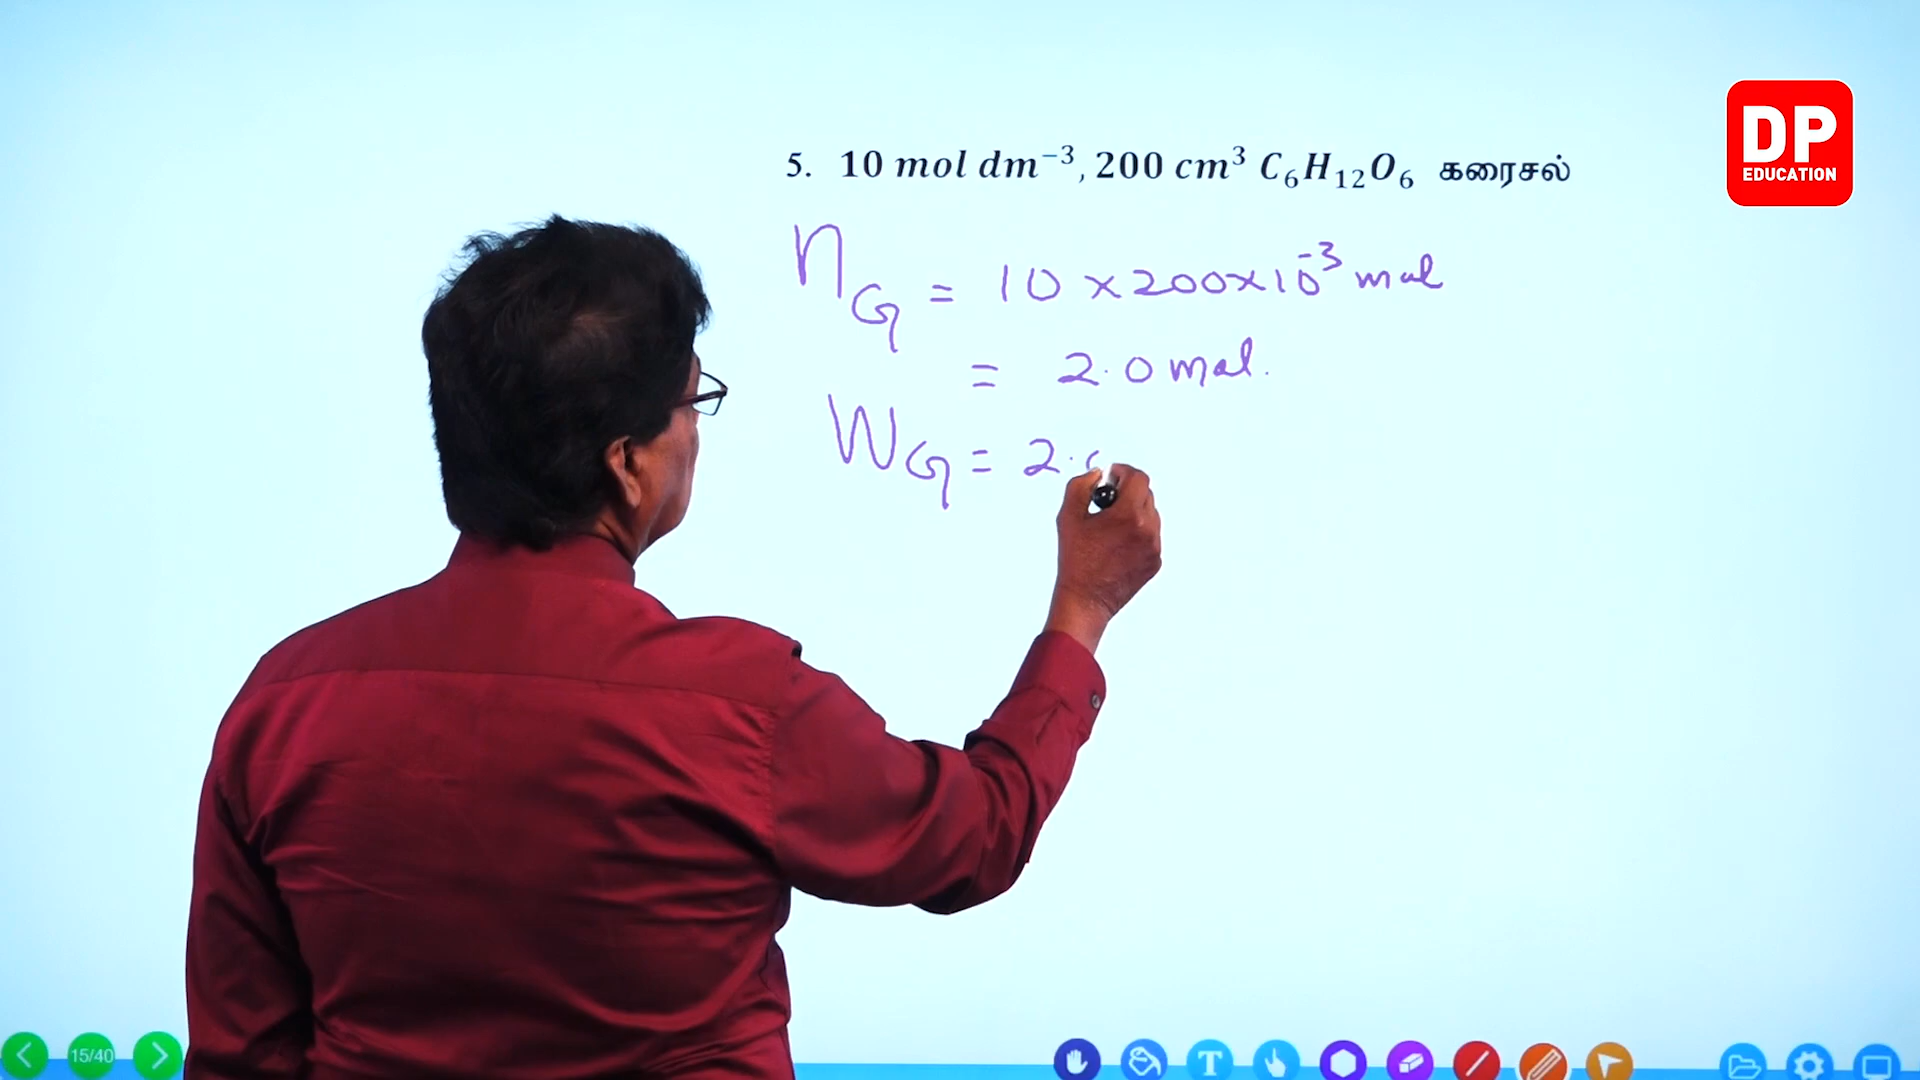 DP
EDUCATION
5. 10 mol dm⁻³, 200 cm³ C₆H₁₂O₆ கரைசல்
n_G = 10 × 200 × 10⁻³ mol
= 2.0 mol.
W_G = 2.
15/40
T